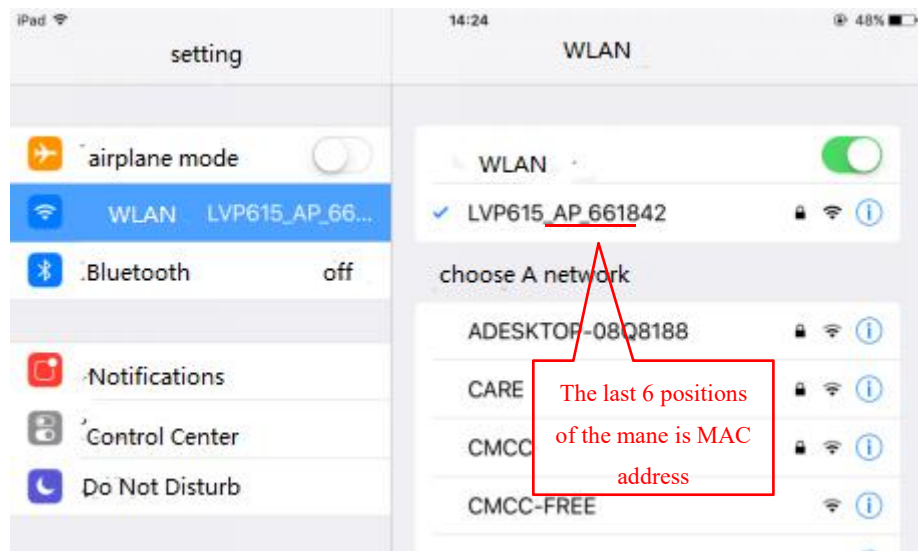 iPad 14:24 48%
setting
WLAN
airplane mode
WLAN LVP615_AP_66...
Bluetooth off
Notifications
Control Center
Do Not Disturb
WLAN
LVP615_AP_661842
choose A network
ADESKTOP-08Q8188
CARE
CMCC
CMCC-FREE
The last 6 positions
of the mane is MAC
address